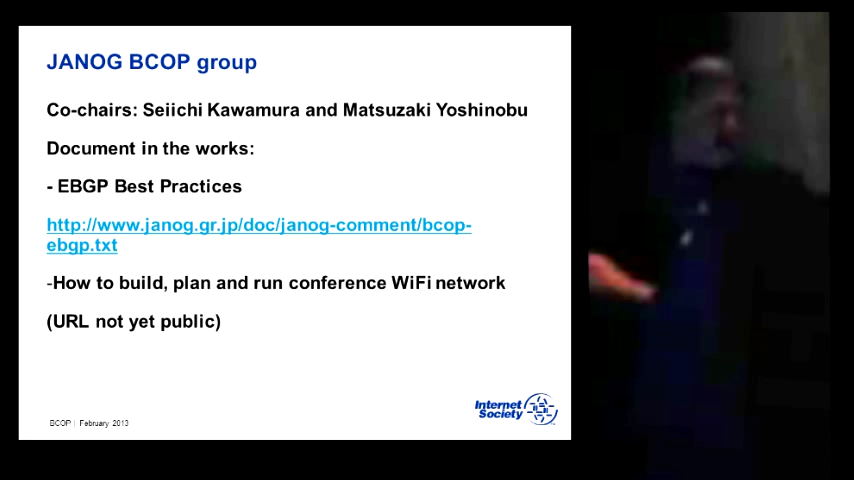 JANOG BCOP group
Co-chairs: Seiichi Kawamura and Matsuzaki Yoshinobu
Document in the works:
- EBGP Best Practices
http://www.janog.gr.jp/doc/janog-comment/bcop-
ebgp.txt
-How to build, plan and run conference WiFi network
(URL not yet public)
Internet
Society
BCOP | February 2013